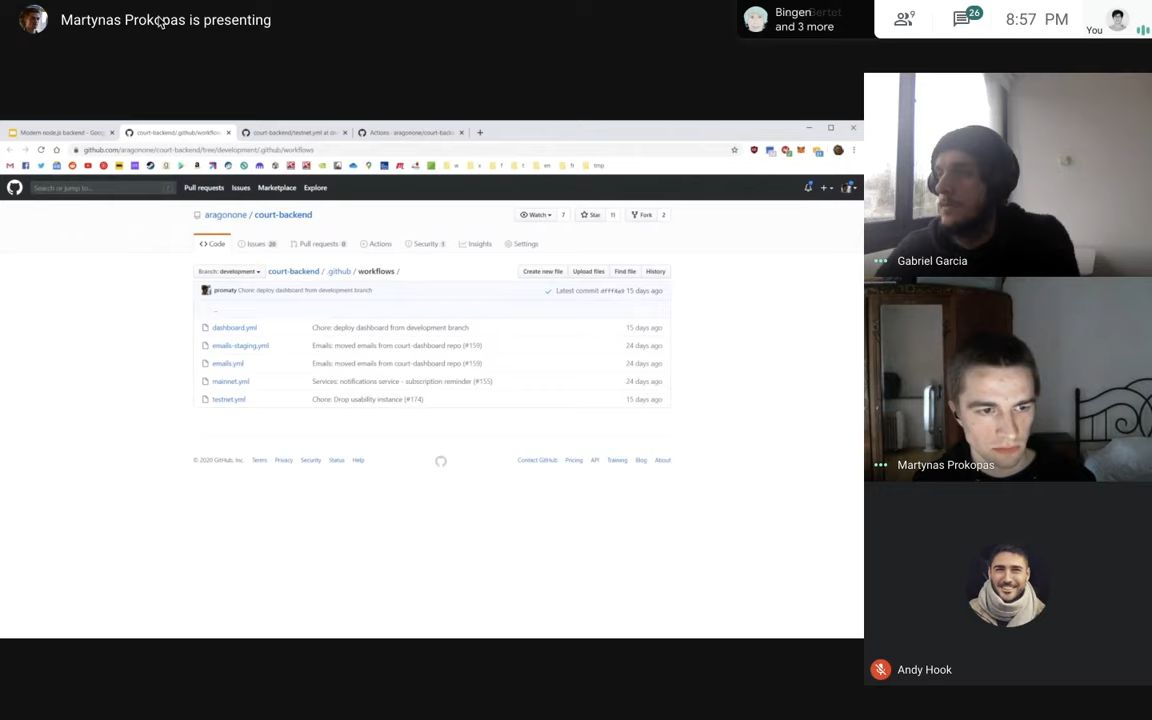 Martynas Prokopas is presenting
Bingen Bertet
and 3 more
9
26
8:57 PM
You
Modern node.js backend - Goog
court-backend/.github/workflow
court-backend/testnet.yml at
Actions · aragonone/court-back
github.com/aragonone/court-backend/tree/development/.github/workflows
tmp
Search or jump to...
Pull requests Issues Marketplace Explore
aragonone / court-backend
Watch 7 Star 11 Fork 2
Code Issues 20 Pull requests 0 Actions Security 1 Insights Settings
Branch: development court-backend / .github / workflows /
Create new file Upload files Find file History
promaty Chore: deploy dashboard from development branch
Latest commit 15 days ago
..
dashboard.yml Chore: deploy dashboard from development branch 15 days ago
emails-staging.yml Emails: moved emails from court-dashboard repo (#159) 24 days ago
emails.yml Emails: moved emails from court-dashboard repo (#159) 24 days ago
mainnet.yml Services: notifications service - subscription reminder (#155) 24 days ago
testnet.yml Chore: Drop usability instance (#174) 15 days ago
© 2020 GitHub, Inc. Terms Privacy Security Status Help
Contact GitHub Pricing API Training Blog About
Gabriel Garcia
Martynas Prokopas
Andy Hook